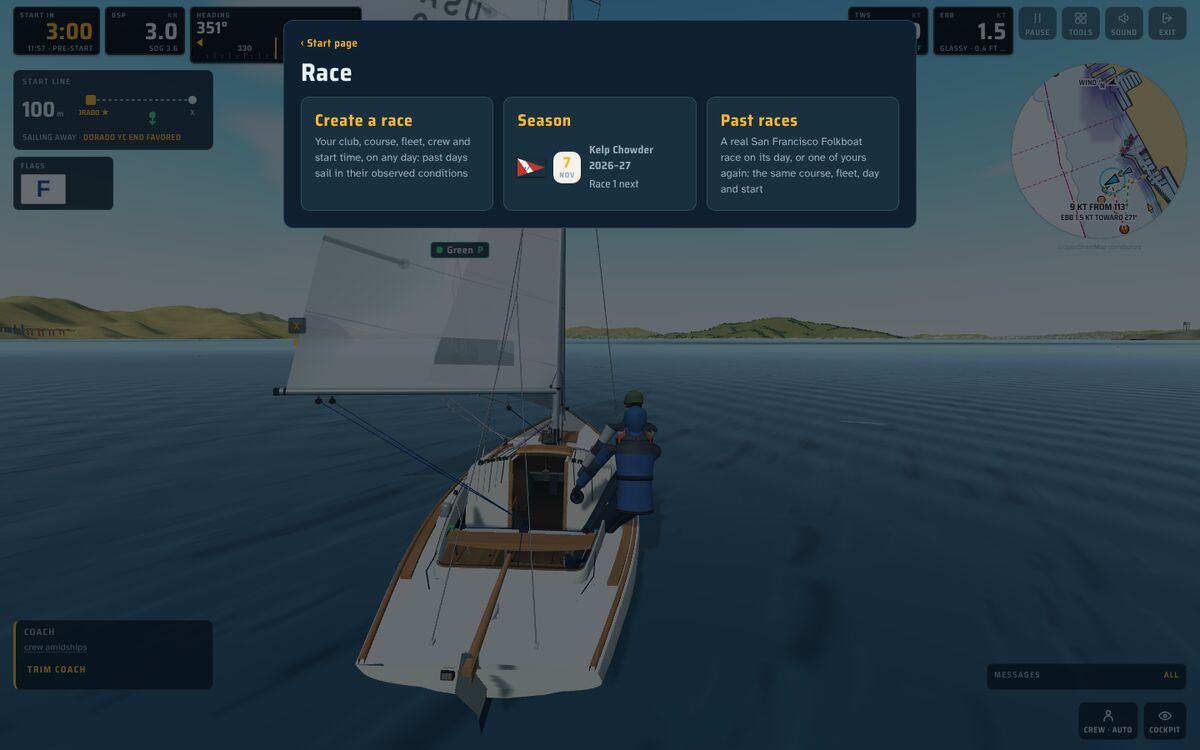 START IN
3:00
11:57 · PRE-START
BSP KN
3.0
SOG 3.6
HEADING
351°
330
TWS KT
EBB KT
1.5
GLASSY · 0.4 FT ...
PAUSE
TOOLS
SOUND
EXIT
‹ Start page
Race
Create a race
Your club, course, fleet, crew and
start time, on any day: past days
sail in their observed conditions
Season
7
NOV
Kelp Chowder
2026–27
Race 1 next
Past races
A real San Francisco Folkboat
race on its day, or one of yours
again: the same course, fleet, day
and start
START LINE
100 m
X
SAILING AWAY · DORADO YC END FAVORED
FLAGS
F
WIND
N
9 KT FROM 113°
EBB 1.5 KT TOWARD 271°
© OpenStreetMap contributors
Green P
X
COACH
crew amidships
TRIM COACH
MESSAGES ALL
CREW · AUTO
COCKPIT